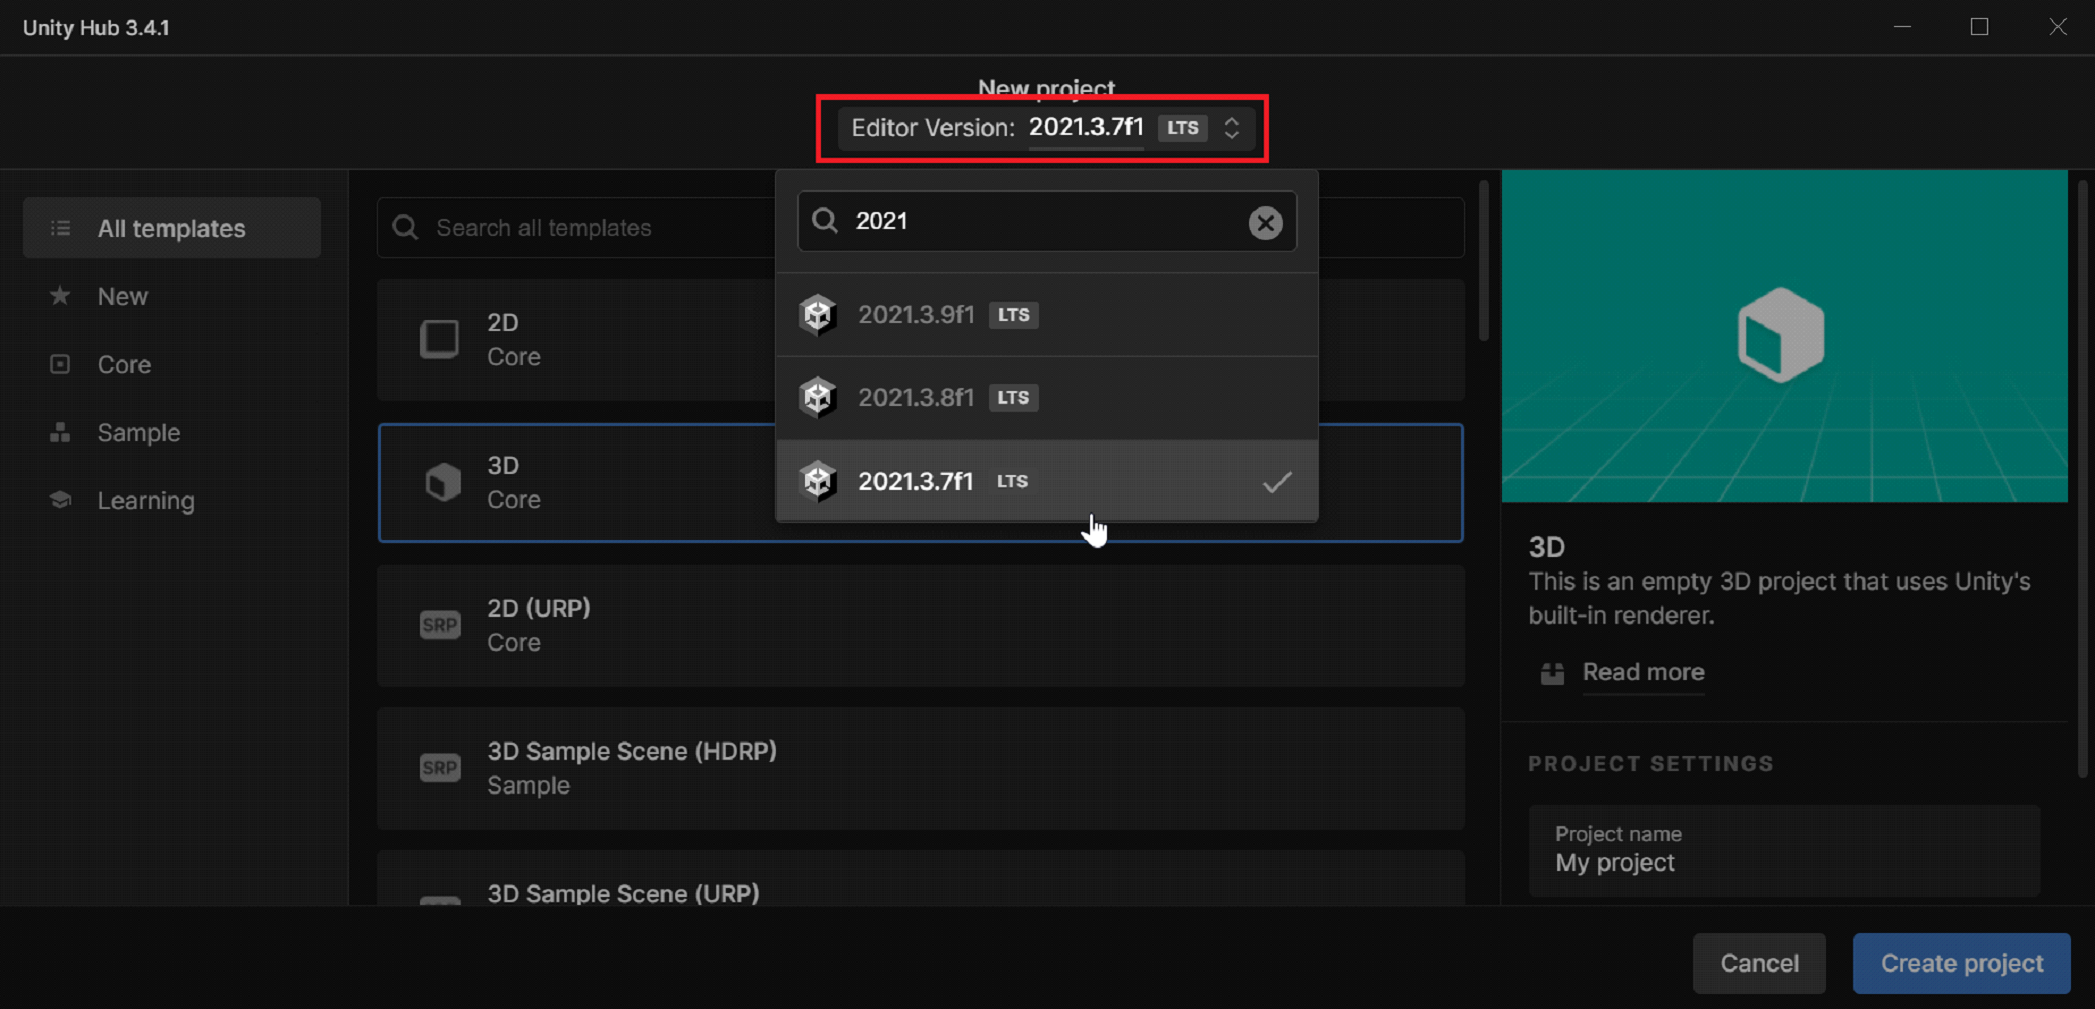 Unity Hub 3.4.1
New project
Editor Version: 2021.3.7f1 LTS
All templates
New
Core
Sample
Learning
Search all templates
2021
2021.3.9f1 LTS
2021.3.8f1 LTS
2021.3.7f1 LTS
2D
Core
3D
Core
SRP
2D (URP)
Core
SRP
3D Sample Scene (HDRP)
Sample
3D Sample Scene (URP)
3D
This is an empty 3D project that uses Unity's
built-in renderer.
Read more
PROJECT SETTINGS
Project name
My project
Cancel
Create project